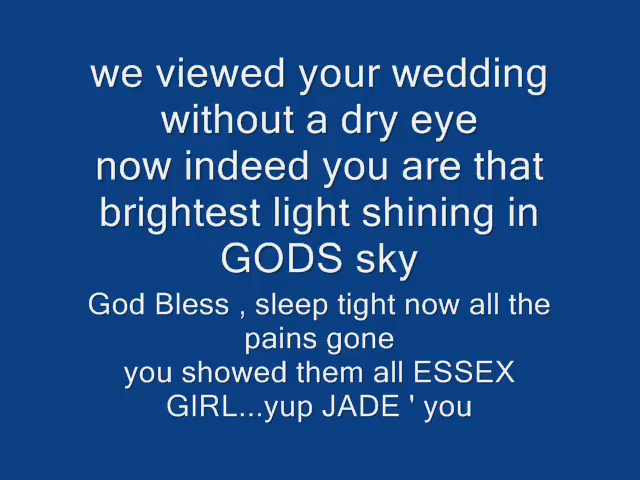 we viewed your wedding
without a dry eye
now indeed you are that
brightest light shining in
GODS sky
God Bless , sleep tight now all the
pains gone
you showed them all ESSEX
GIRL...yup JADE ' you